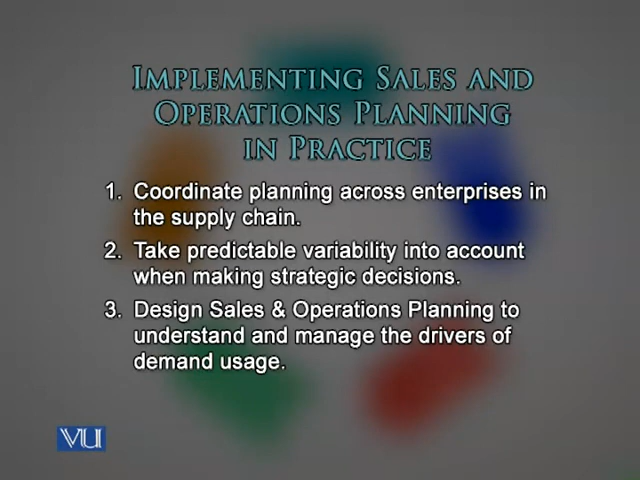 IMPLEMENTING SALES AND
OPERATIONS PLANNING
IN PRACTICE
1. Coordinate planning across enterprises in
the supply chain.
2. Take predictable variability into account
when making strategic decisions.
3. Design Sales & Operations Planning to
understand and manage the drivers of
demand usage.
VU